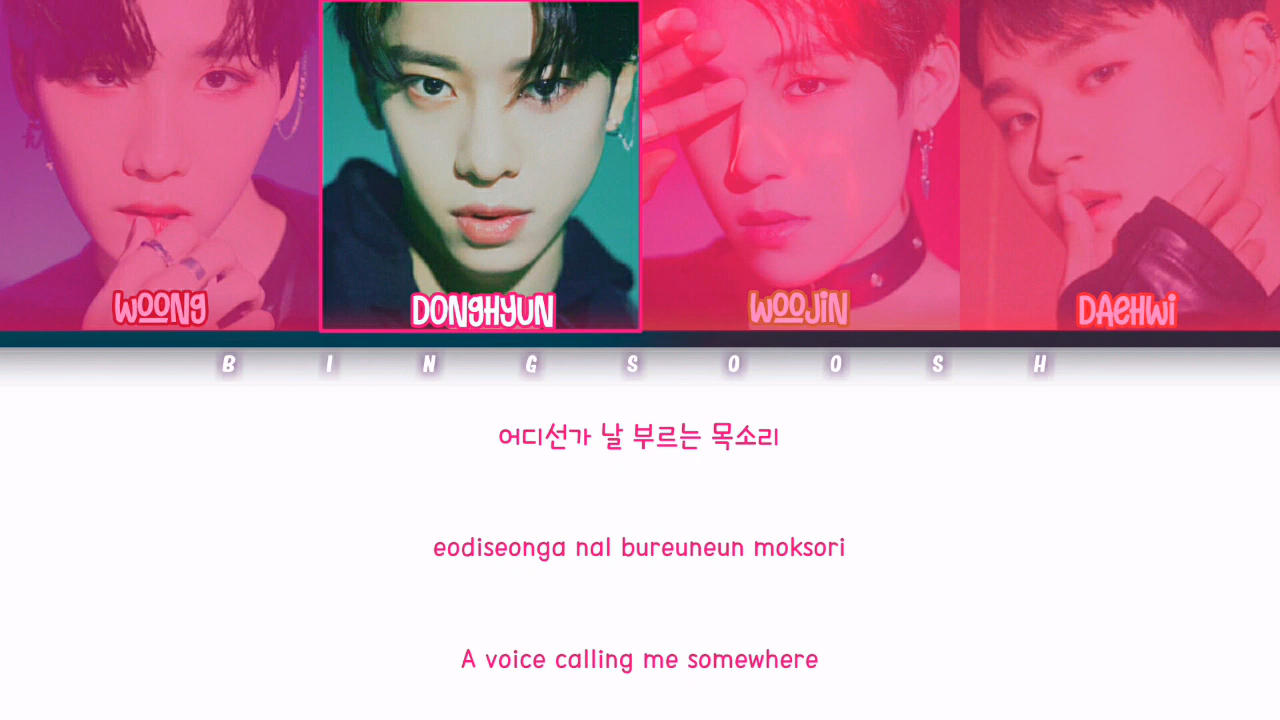 WOONG DONGHYUN WOOJIN DAEHWI
B I N G S O O S H
어디선가 날 부르는 목소리
eodiseonga nal bureuneun moksori
A voice calling me somewhere